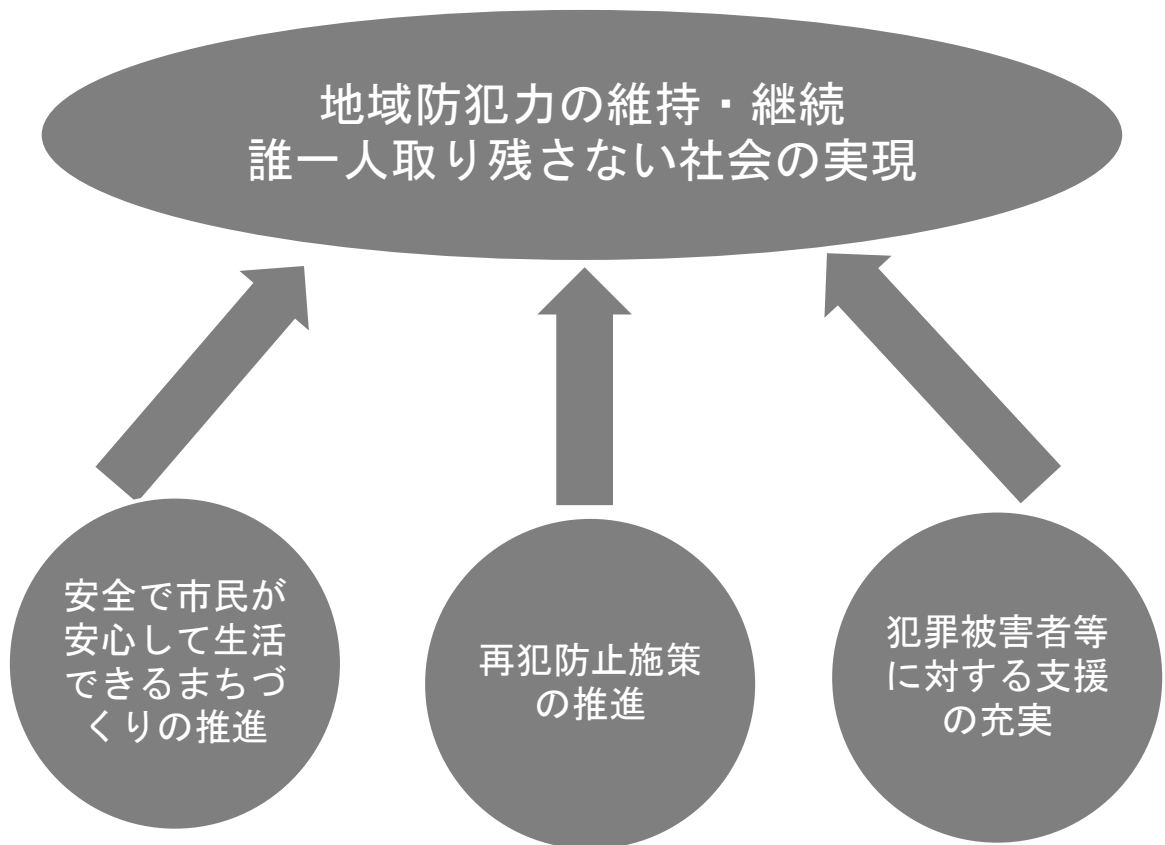 地域防犯力の維持・継続
誰一人取り残さない社会の実現
安全で市民が
安心して生活
できるまちづ
くりの推進
再犯防止施策
の推進
犯罪被害者等
に対する支援
の充実